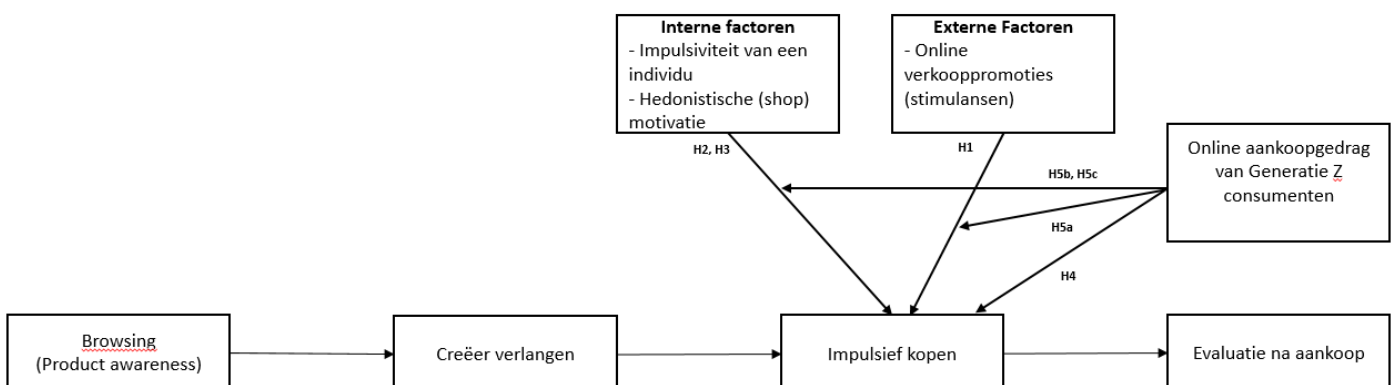 Interne factoren
- Impulsiviteit van een
individu
- Hedonistische (shop)
motivatie
Externe Factoren
- Online
verkooppromoties
(stimulansen)
H2, H3
H1
Online aankoopgedrag
van Generatie Z
consumenten
H5b, H5c
H5a
H4
Browsing
(Product awareness)
Creëer verlangen
Impulsief kopen
Evaluatie na aankoop